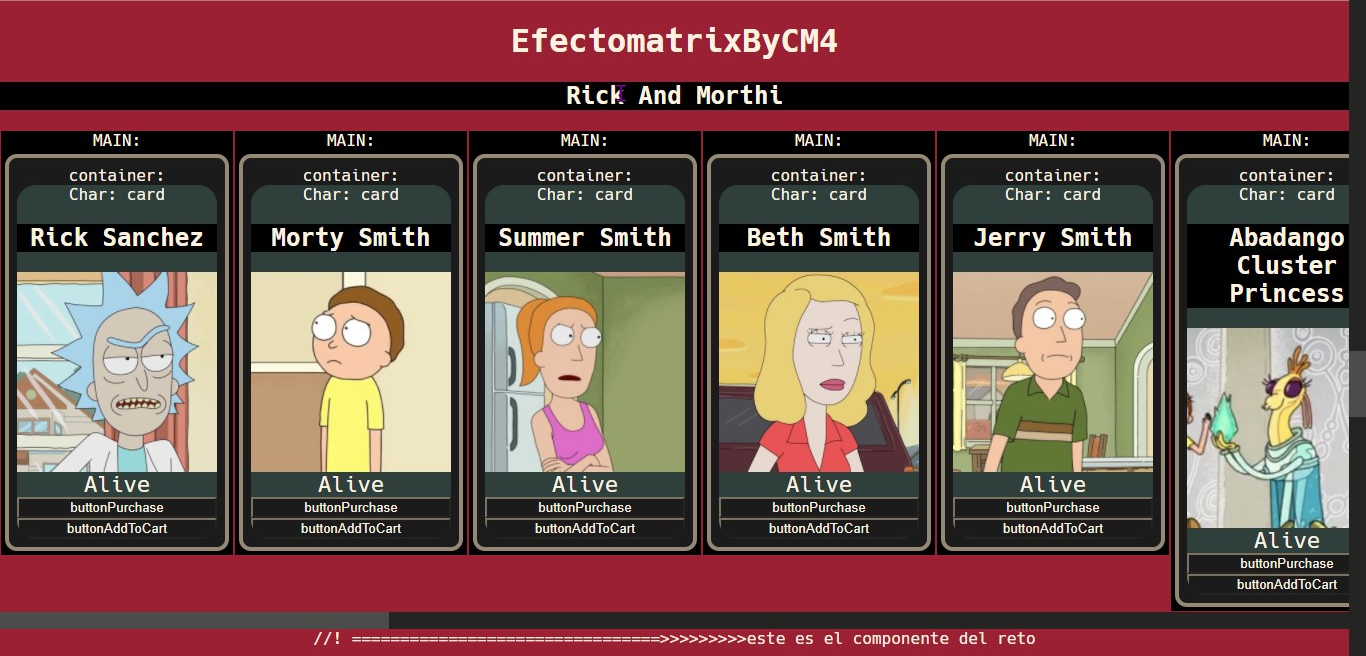 EfectomatrixByCM4
Rick And Morthi
MAIN: MAIN: MAIN: MAIN: MAIN: MAIN:
container: container: container: container: container: container:
Char: card Char: card Char: card Char: card Char: card Char: card
Rick Sanchez Morty Smith Summer Smith Beth Smith Jerry Smith Abadango
Cluster
Princess
Alive Alive Alive Alive Alive
buttonPurchase buttonPurchase buttonPurchase buttonPurchase buttonPurchase
buttonAddToCart buttonAddToCart buttonAddToCart buttonAddToCart buttonAddToCart
Alive
buttonPurchase
buttonAddToCart
//! ================================>>>>>>>>>este es el componente del reto